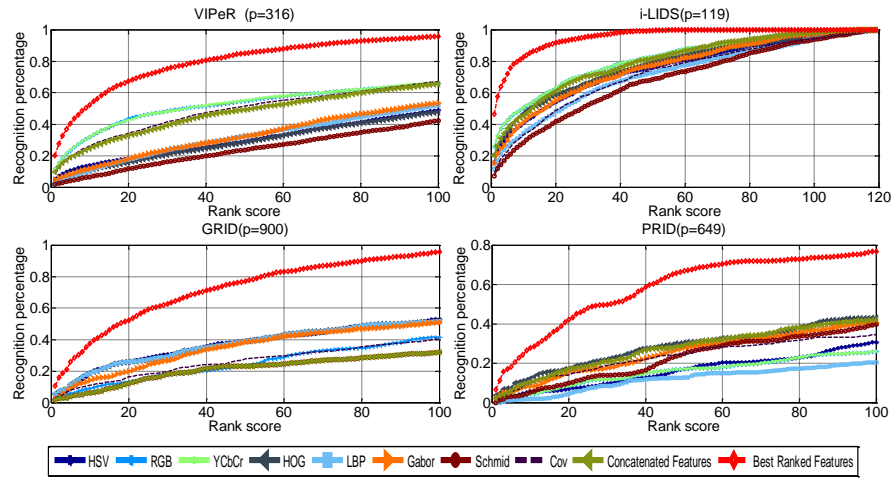 VIPeR (p=316)
Recognition percentage
1
0.8
0.6
0.4
0.2
0
0 20 40 60 80 100
Rank score
i-LIDS(p=119)
Recognition percentage
1
0.8
0.6
0.4
0.2
0
0 20 40 60 80 100 120
Rank score
GRID(p=900)
Recognition percentage
1
0.8
0.6
0.4
0.2
0
0 20 40 60 80 100
Rank score
PRID(p=649)
Recognition percentage
0.8
0.6
0.4
0.2
0
0 20 40 60 80 100
Rank score
HSV RGB YCbCr HOG LBP Gabor Schmid Cov Concatenated Features Best Ranked Features